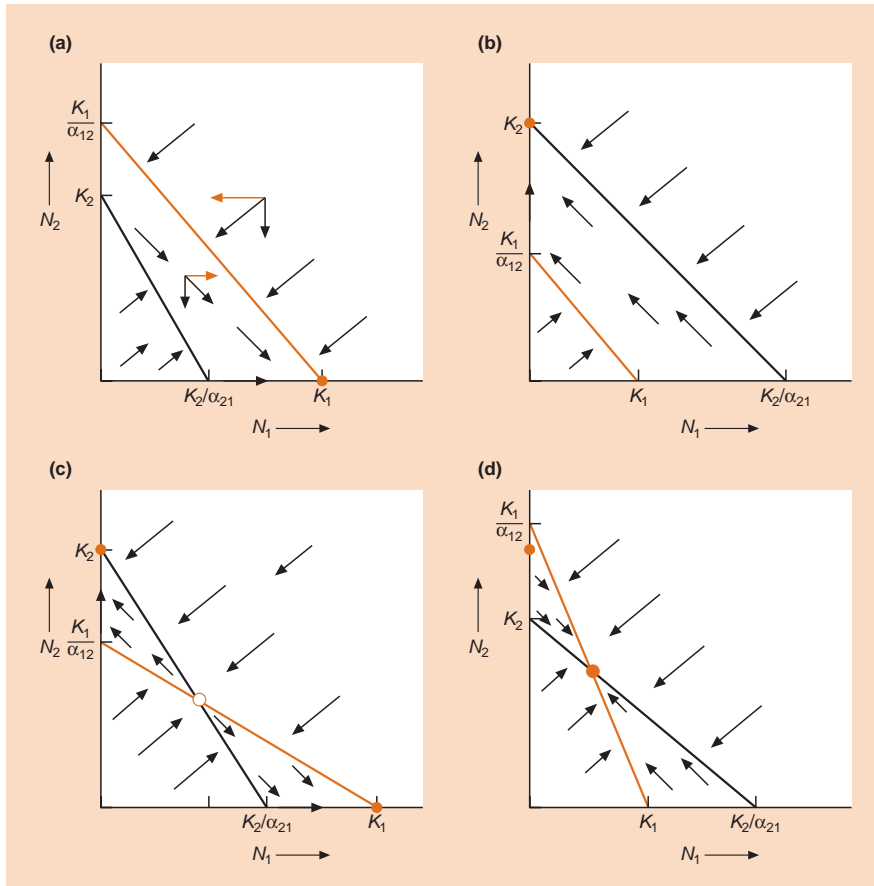 (a)
K₁
α₁₂
K₂
N₂
K₂/α₂₁
K₁
N₁
(b)
K₂
N₂
K₁
α₁₂
K₁
K₂/α₂₁
N₁
(c)
K₂
N₂
K₁
α₁₂
K₂/α₂₁
K₁
N₁
(d)
K₁
α₁₂
K₂
N₂
K₁
K₂/α₂₁
N₁